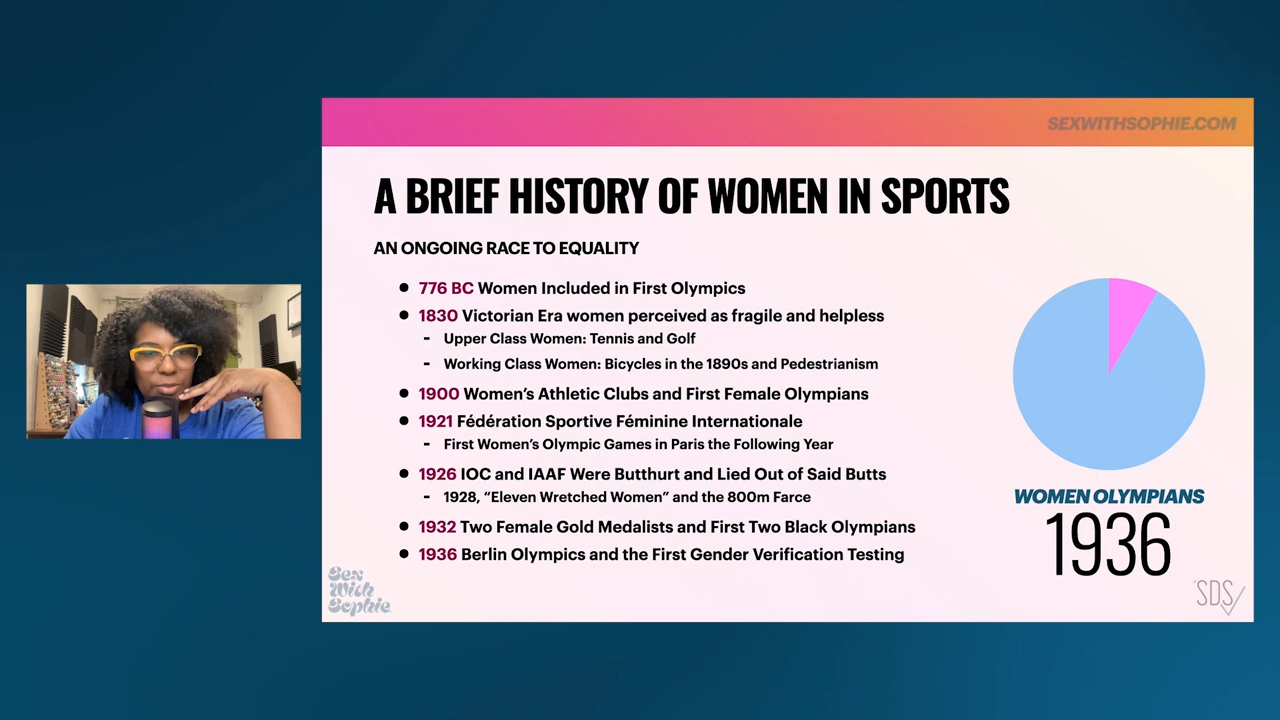 SEXWITHSOPHIE.COM
A BRIEF HISTORY OF WOMEN IN SPORTS
AN ONGOING RACE TO EQUALITY
● 776 BC Women Included in First Olympics
● 1830 Victorian Era women perceived as fragile and helpless
- Upper Class Women: Tennis and Golf
- Working Class Women: Bicycles in the 1890s and Pedestrianism
● 1900 Women’s Athletic Clubs and First Female Olympians
● 1921 Fédération Sportive Féminine Internationale
- First Women’s Olympic Games in Paris the Following Year
● 1926 IOC and IAAF Were Butthurt and Lied Out of Said Butts
- 1928, “Eleven Wretched Women” and the 800m Farce
● 1932 Two Female Gold Medalists and First Two Black Olympians
● 1936 Berlin Olympics and the First Gender Verification Testing
WOMEN OLYMPIANS
1936
Sex
With
Sophie
SDS